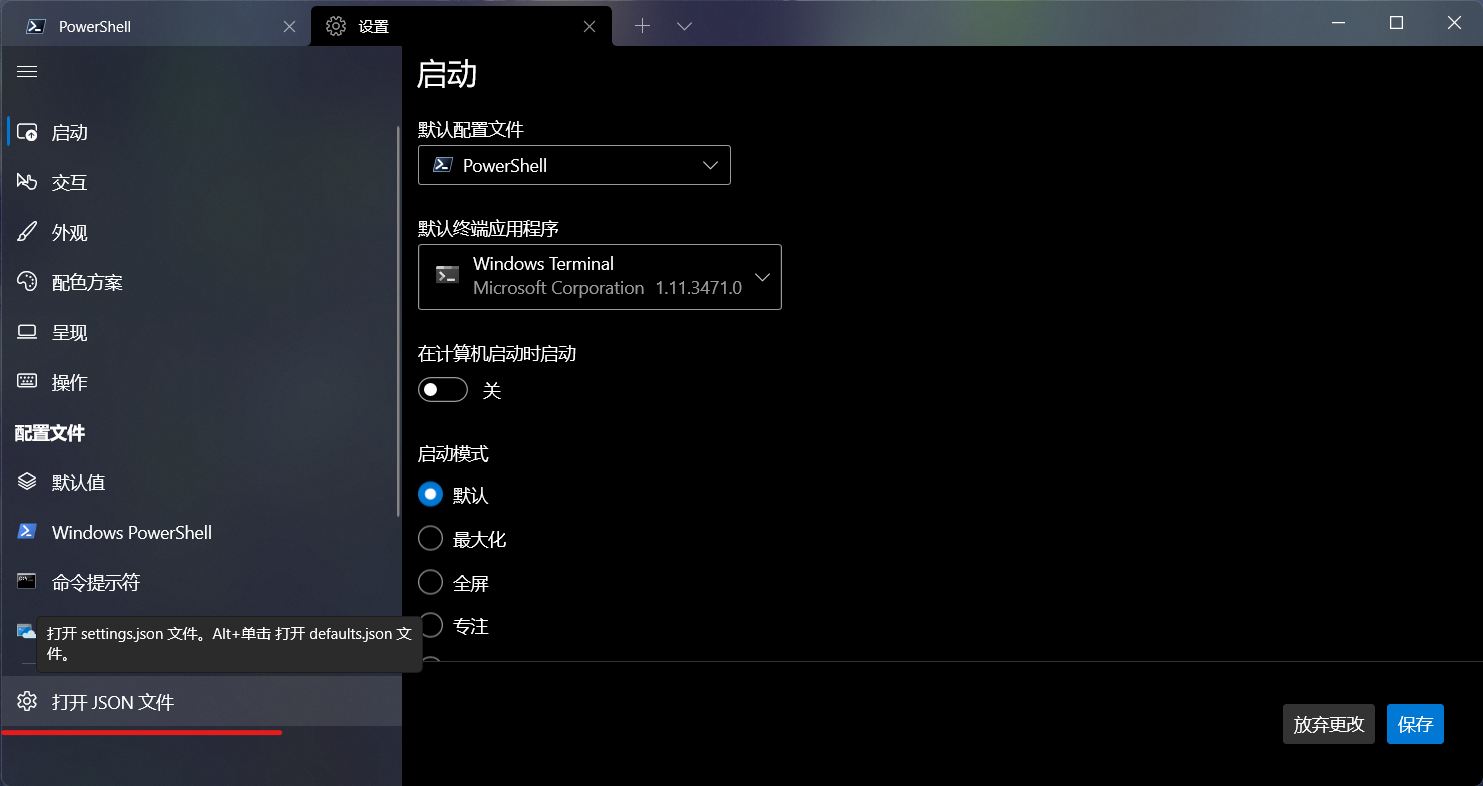 PowerShell
设置
启动
交互
外观
配色方案
呈现
操作
配置文件
默认值
Windows PowerShell
命令提示符
打开 settings.json 文件。Alt+单击 打开 defaults.json 文
件。
打开 JSON 文件
启动
默认配置文件
PowerShell
默认终端应用程序
Windows Terminal
Microsoft Corporation 1.11.3471.0
在计算机启动时启动
关
启动模式
默认
最大化
全屏
专注
放弃更改
保存